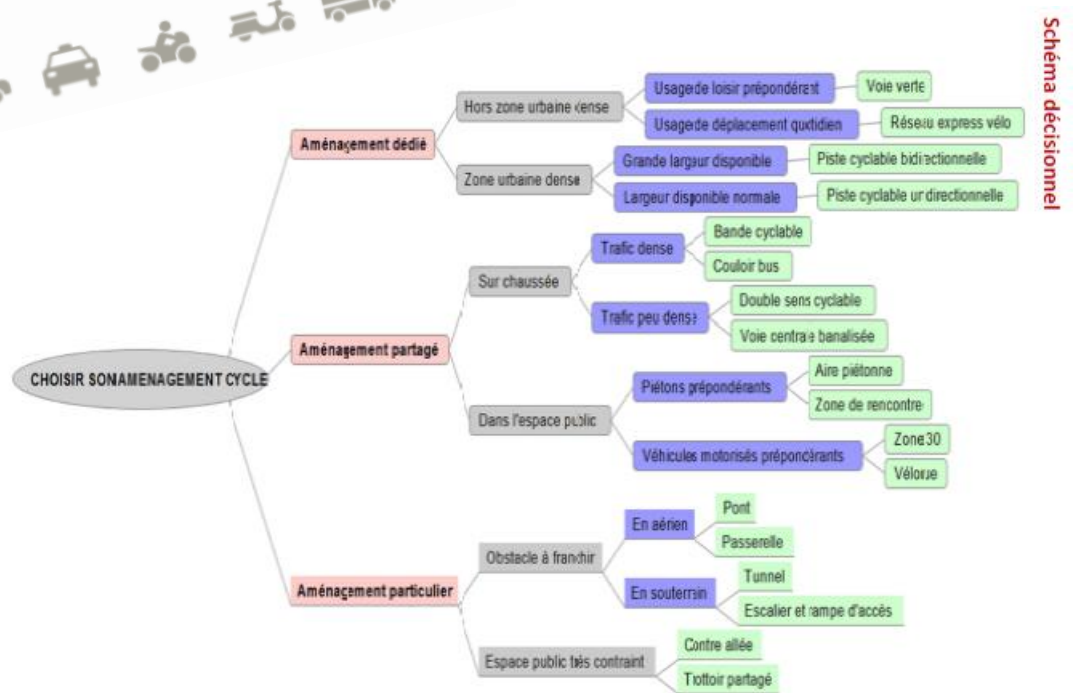 Schéma décisionnel
CHOISIR SON AMENAGEMENT CYCLE
Aménagement dédié
Hors zone urbaine dense
Usage de loisir prépondérant
Voie verte
Usage de déplacement quotidien
Réseau express vélo
Zone urbaine dense
Grande largeur disponible
Piste cyclable bidirectionnelle
Largeur disponible normale
Piste cyclable unidirectionnelle
Aménagement partagé
Sur chaussée
Trafic dense
Bande cyclable
Couloir bus
Trafic peu dense
Double sens cyclable
Voie centrale banalisée
Dans l'espace public
Piétons prépondérants
Aire piétonne
Zone de rencontre
Véhicules motorisés prépondérants
Zone 30
Vélorue
Aménagement particulier
Obstacle à franchir
En aérien
Pont
Passerelle
En souterrain
Tunnel
Escalier et rampe d'accès
Espace public très contraint
Contre allée
Trottoir partagé